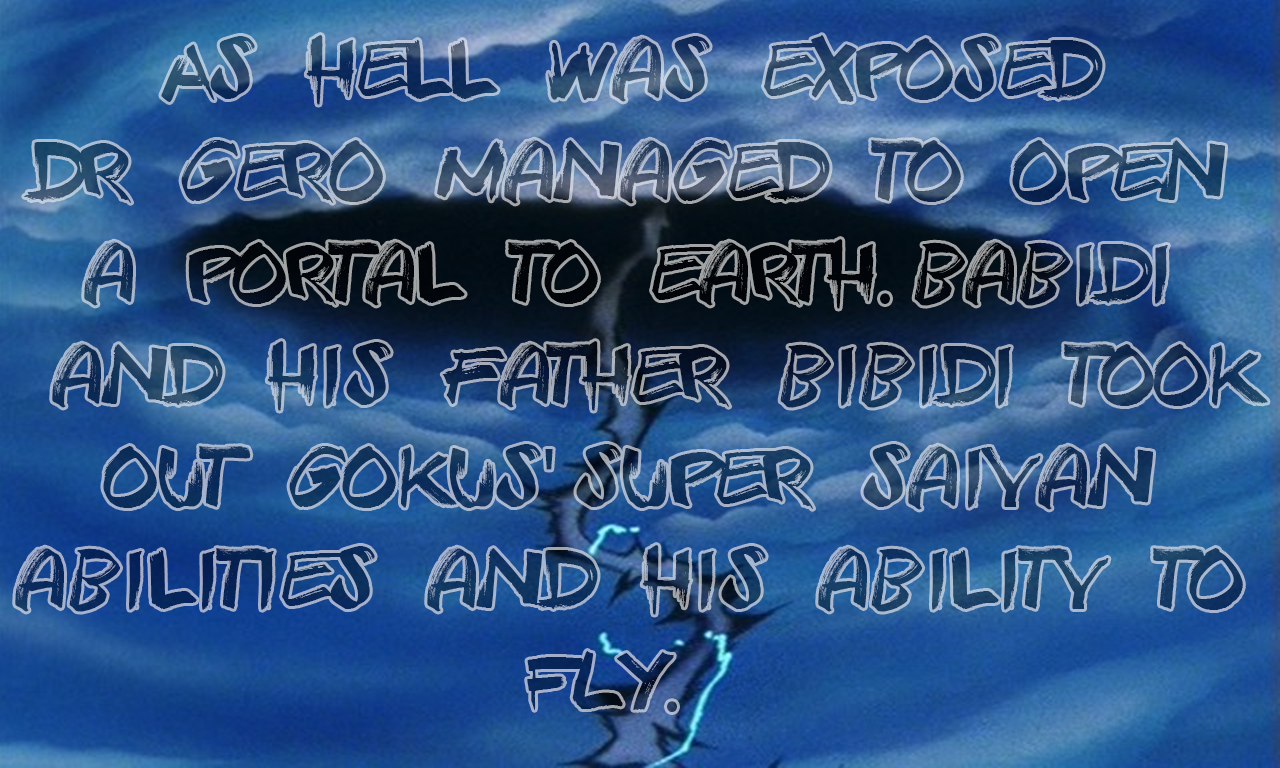 AS HELL WAS EXPOSED
DR GERO MANAGED TO OPEN
A PORTAL TO EARTH. BABIDI
AND HIS FATHER BIBIDI TOOK
OUT GOKUS' SUPER SAIYAN
ABILITIES AND HIS ABILITY TO
FLY.